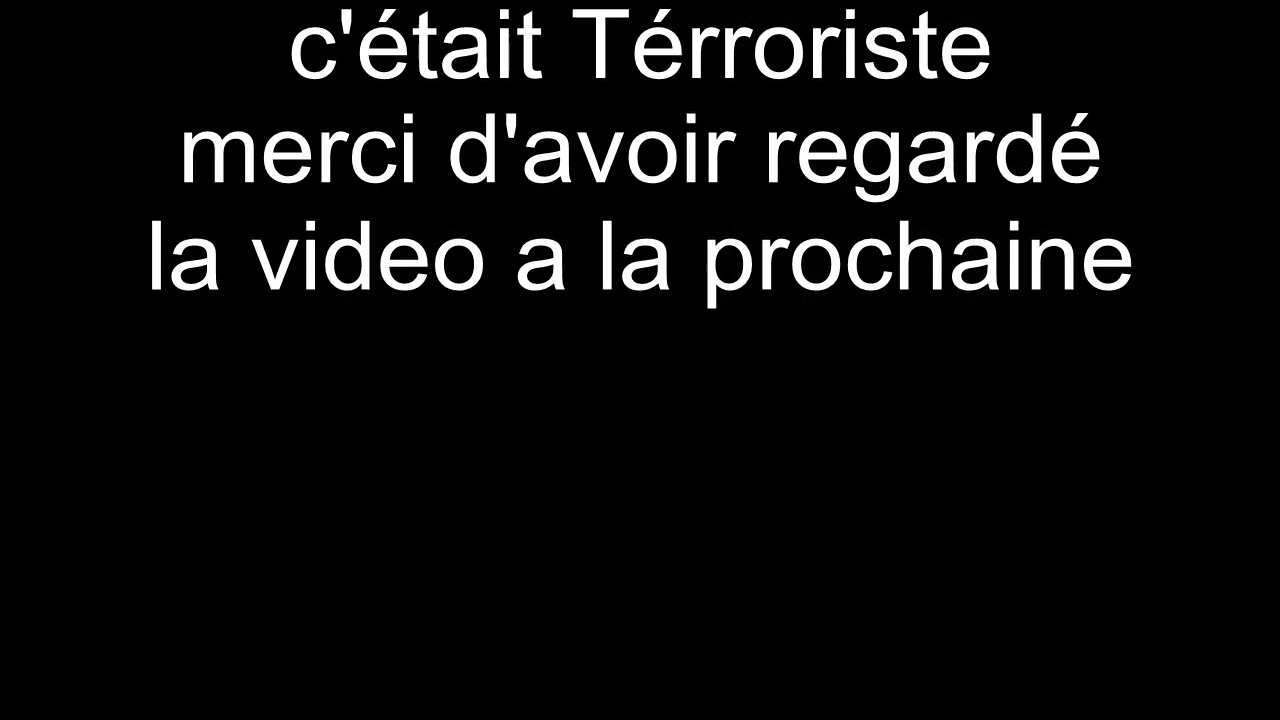 c'était Térroriste
merci d'avoir regardé
la video a la prochaine